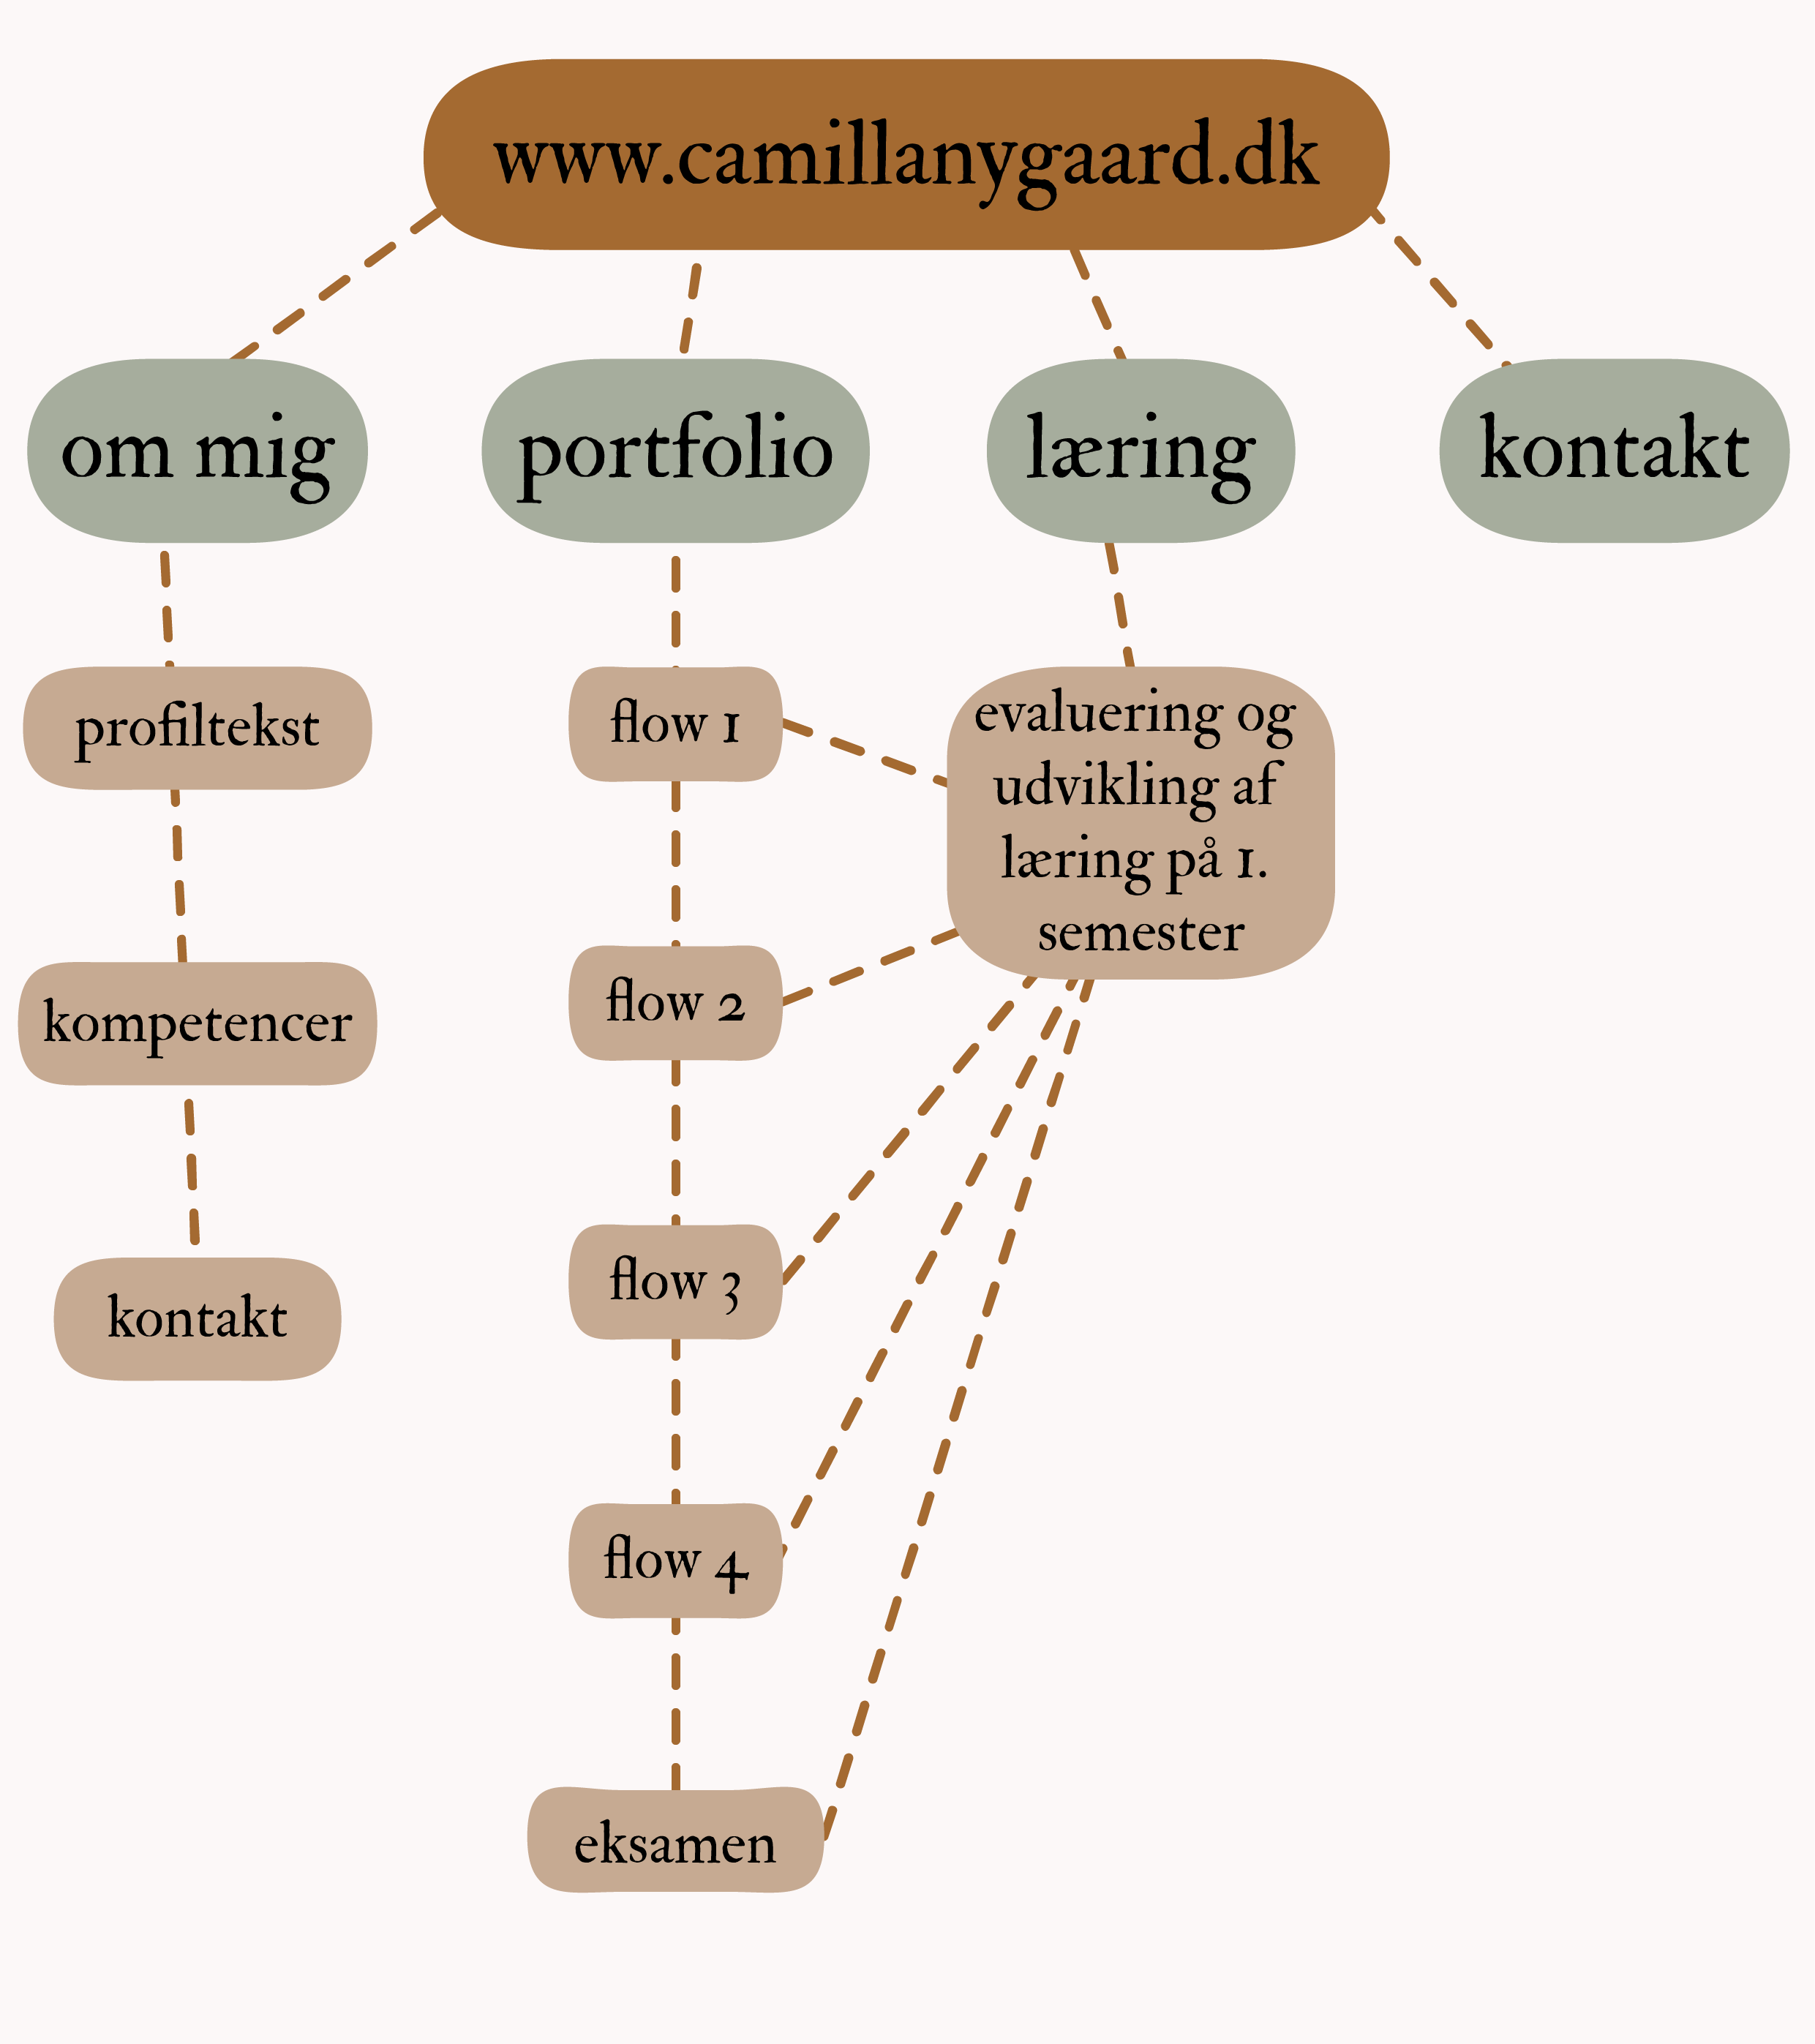 www.camillanygaard.dk
om mig
portfolio
læring
kontakt
profiltekst
kompetencer
kontakt
flow 1
flow 2
flow 3
flow 4
eksamen
evaluering og
udvikling af
læring på 1.
semester